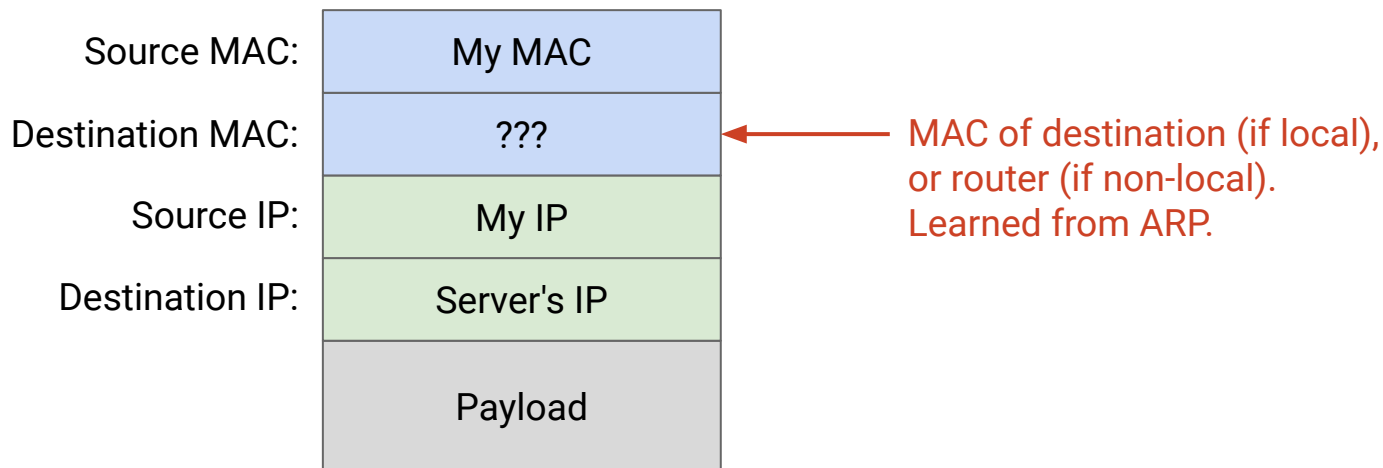 Source MAC: My MAC
Destination MAC: ???
MAC of destination (if local),
or router (if non-local).
Learned from ARP.
Source IP: My IP
Destination IP: Server's IP
Payload